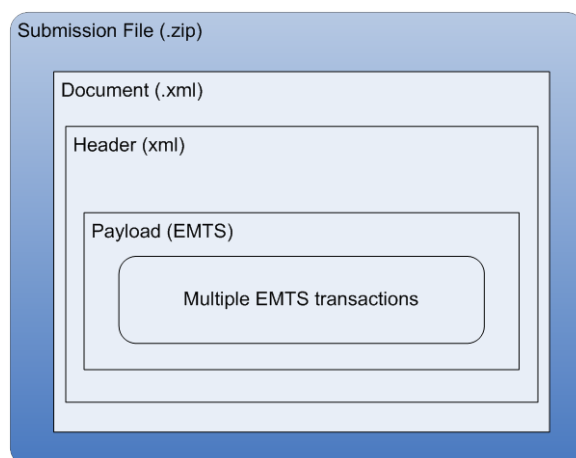 Submission File (.zip)
Document (.xml)
Header (xml)
Payload (EMTS)
Multiple EMTS transactions